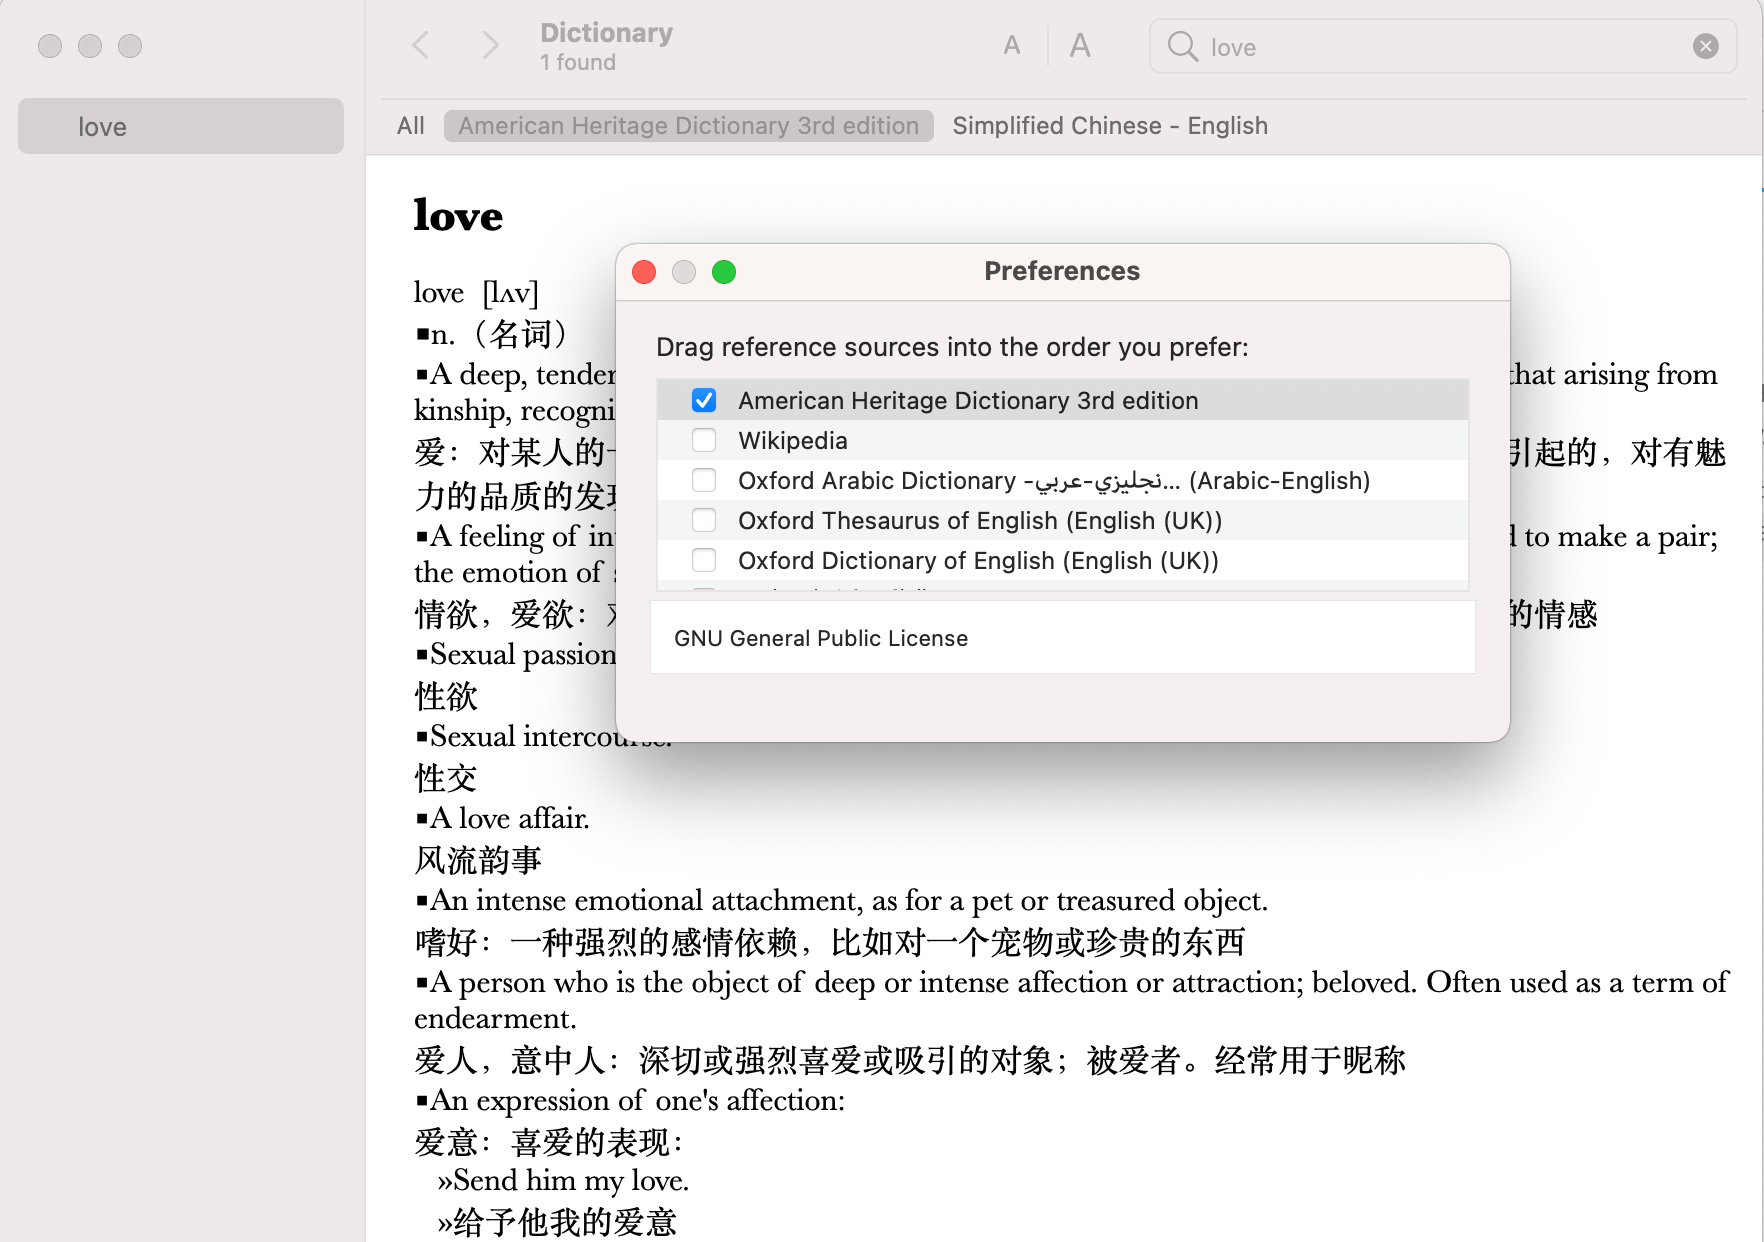 Dictionary
1 found
A
A
love
love
All
American Heritage Dictionary 3rd edition
Simplified Chinese - English
love
love [lʌv]
■n.（名词）
■A deep, tender
that arising from
kinship, recogni
爱：对某人的
引起的，对有魅
力的品质的发
■A feeling of in
to make a pair;
the emotion of
情欲，爱欲：
的情感
■Sexual passion
性欲
■Sexual intercourse.
性交
■A love affair.
风流韵事
■An intense emotional attachment, as for a pet or treasured object.
嗜好：一种强烈的感情依赖，比如对一个宠物或珍贵的东西
■A person who is the object of deep or intense affection or attraction; beloved. Often used as a term of
endearment.
爱人，意中人：深切或强烈喜爱或吸引的对象；被爱者。经常用于昵称
■An expression of one's affection:
爱意：喜爱的表现：
»Send him my love.
»给予他我的爱意
Preferences
Drag reference sources into the order you prefer:
American Heritage Dictionary 3rd edition
Wikipedia
Oxford Arabic Dictionary -نجليزي-عربي... (Arabic-English)
Oxford Thesaurus of English (English (UK))
Oxford Dictionary of English (English (UK))
GNU General Public License